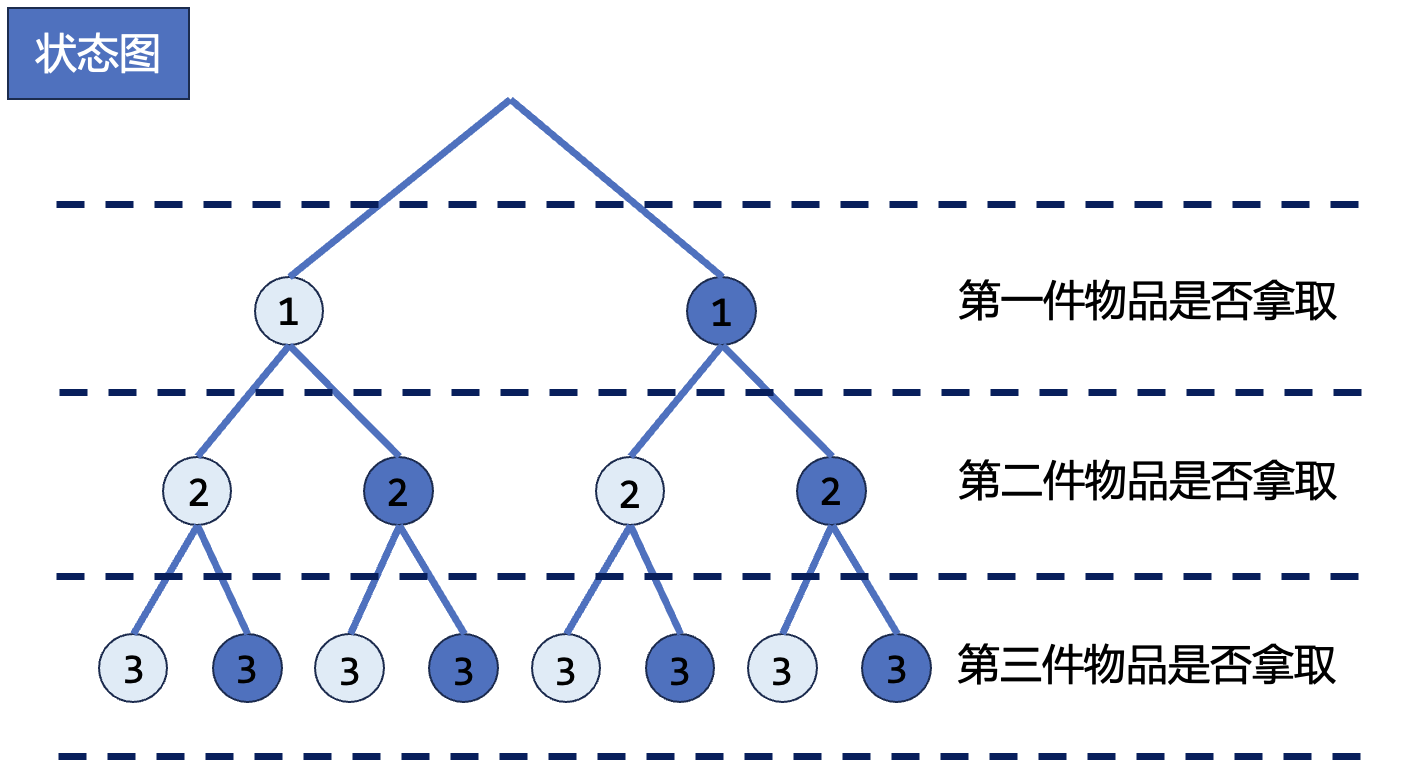 状态图
1 1 第一件物品是否拿取
2 2 2 2 第二件物品是否拿取
3 3 3 3 3 3 3 3 第三件物品是否拿取